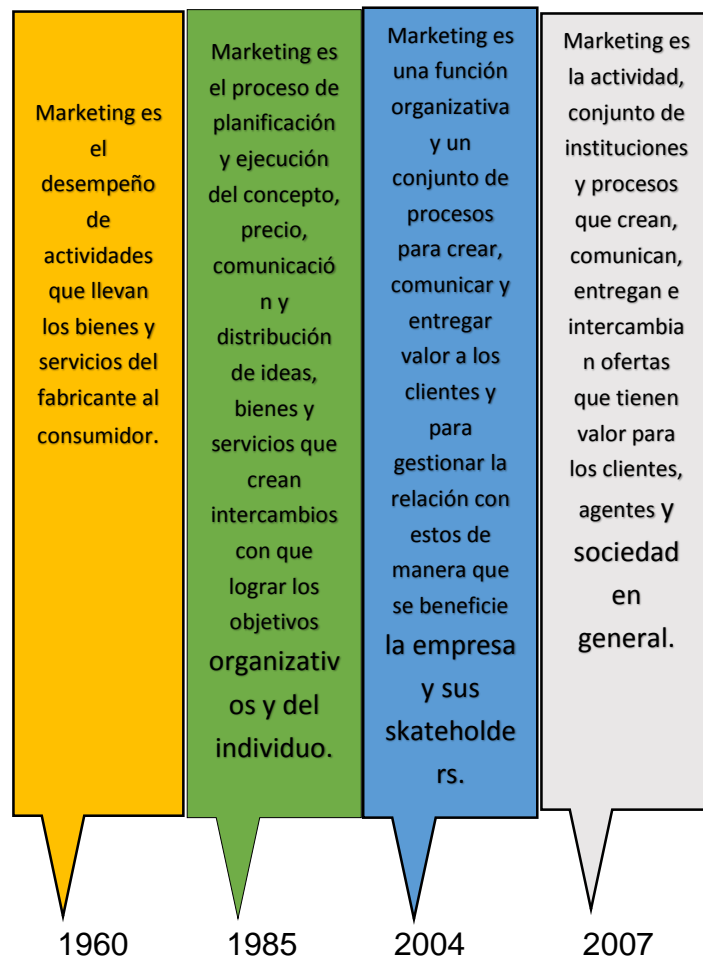 Marketing es
el
desempeño
de
actividades
que llevan
los bienes y
servicios del
fabricante al
consumidor.
Marketing es
el proceso de
planificación
y ejecución
del concepto,
precio,
comunicació
n y
distribución
de ideas,
bienes y
servicios que
crean
intercambios
con que
lograr los
objetivos
organizativ
os y del
individuo.
Marketing es
una función
organizativa
y un
conjunto de
procesos
para crear,
comunicar y
entregar
valor a los
clientes y
para
gestionar la
relación con
estos de
manera que
se beneficie
la empresa
y sus
skateholde
rs.
Marketing es
la actividad,
conjunto de
instituciones
y procesos
que crean,
comunican,
entregan e
intercambia
n ofertas
que tienen
valor para
los clientes,
agentes y
sociedad
en
general.
1960
1985
2004
2007